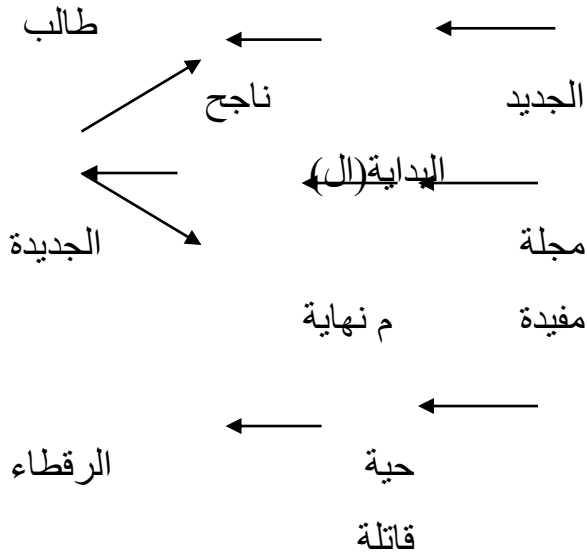 طالب
الجديد ناجح
البداية(ال)
مجلة الجديدة
مفيدة م نهاية
حية الرقطاء
قاتلة